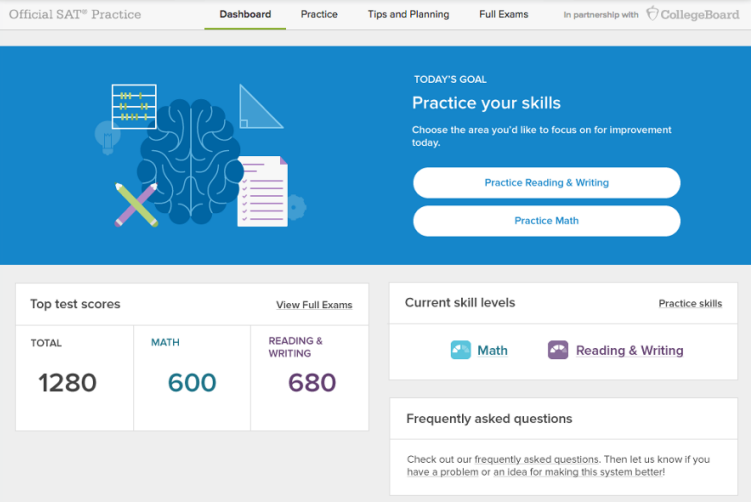 Official SAT® Practice
Dashboard
Practice
Tips and Planning
Full Exams
In partnership with
CollegeBoard
TODAY'S GOAL
Practice your skills
Choose the area you'd like to focus on for improvement
today.
Practice Reading & Writing
Practice Math
Top test scores
View Full Exams
TOTAL
1280
MATH
600
READING &
WRITING
680
Current skill levels
Practice skills
Math
Reading & Writing
Frequently asked questions
Check out our frequently asked questions. Then let us know if you
have a problem or an idea for making this system better!